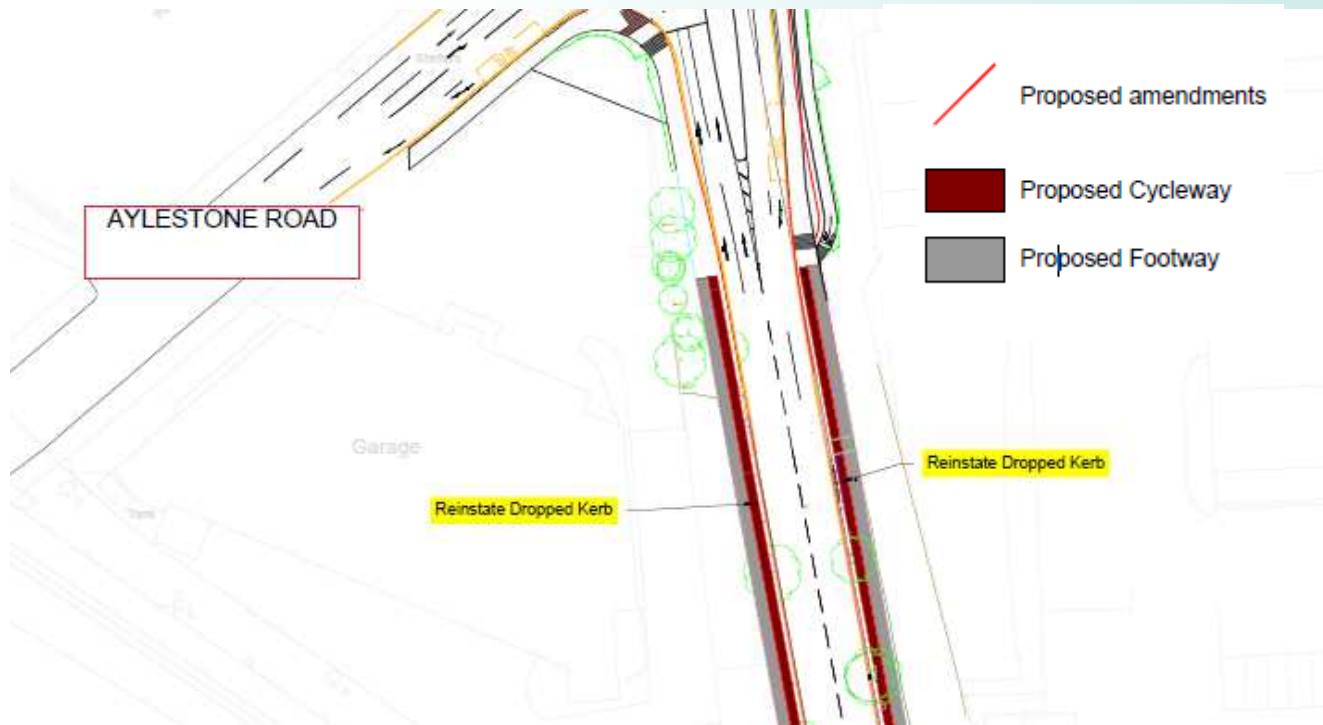 Proposed amendments
Proposed Cycleway
AYLESTONE ROAD
Proposed Footway
Garage
Reinstate Dropped Kerb
Reinstate Dropped Kerb